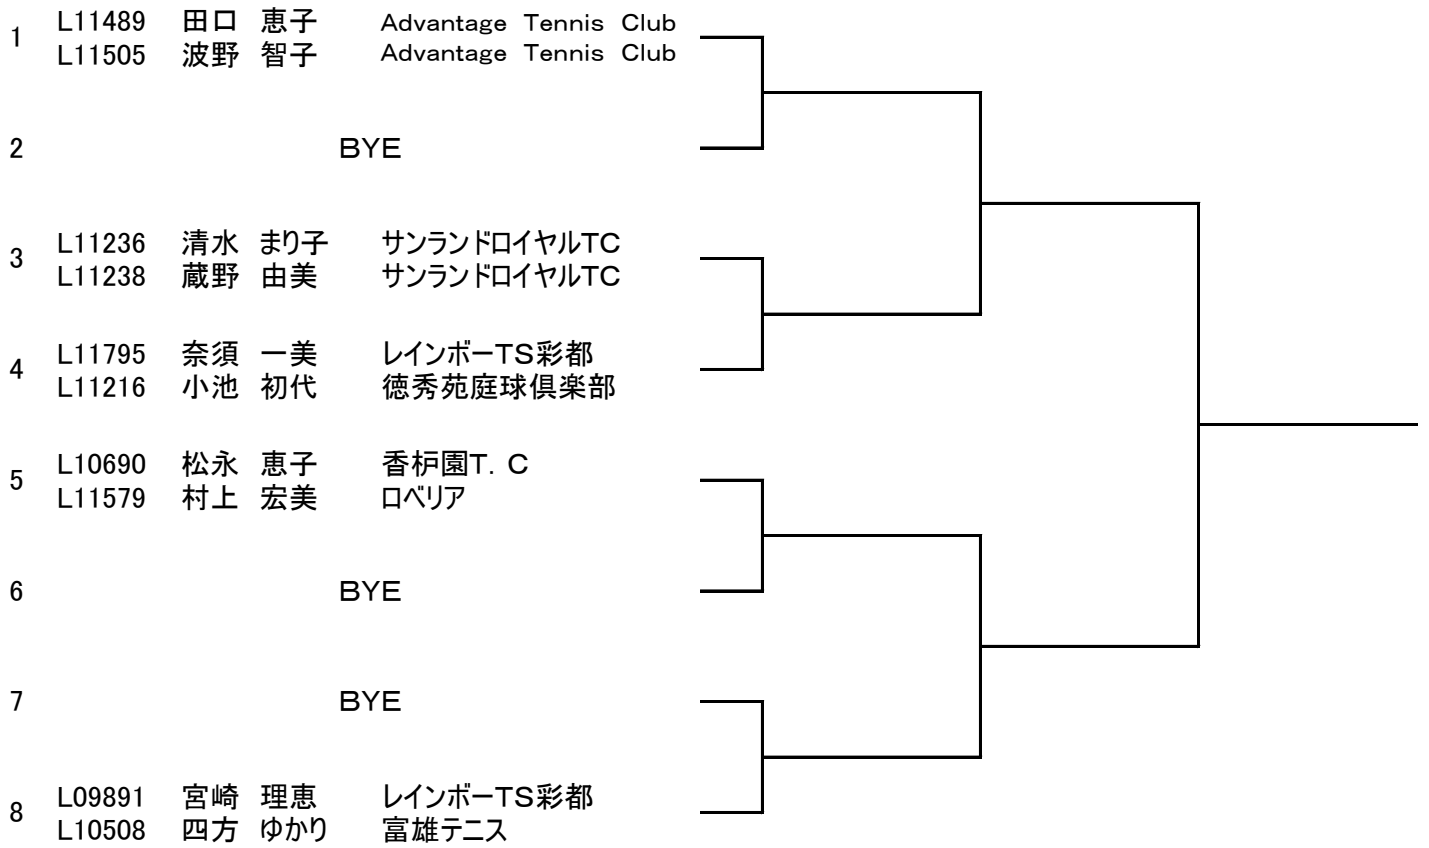 1 L11489 田口 恵子 Advantage Tennis Club
L11505 波野 智子 Advantage Tennis Club
2 BYE
3 L11236 清水 まり子 サンランドロイヤルTC
L11238 蔵野 由美 サンランドロイヤルTC
4 L11795 奈須 一美 レインボーTS彩都
L11216 小池 初代 徳秀苑庭球倶楽部
5 L10690 松永 恵子 香枦園T. C
L11579 村上 宏美 ロベリア
6 BYE
7 BYE
8 L09891 宮崎 理恵 レインボーTS彩都
L10508 四方 ゆかり 富雄テニス